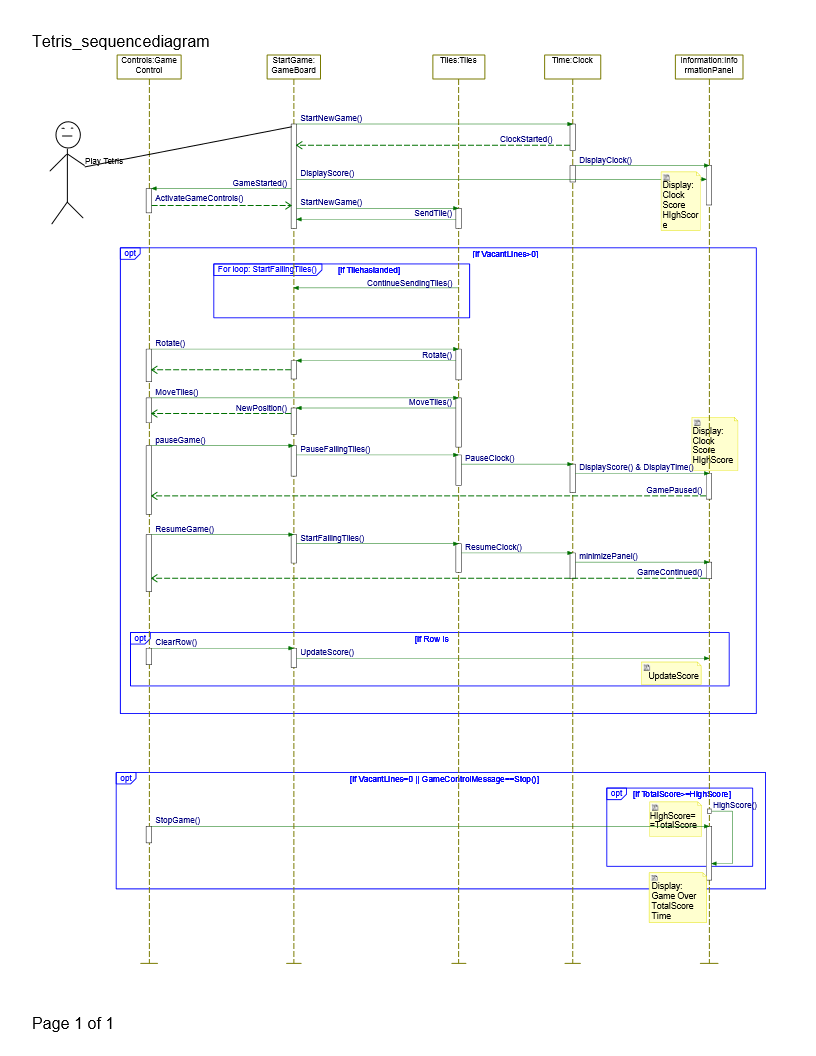 Tetris_sequencediagram
Controls:Game
Control
StartGame:
GameBoard
Tiles:Tiles
Time:Clock
Information:Info
rmationPanel
Play Tetris
StartNewGame()
ClockStarted()
DisplayClock()
DisplayScore()
Display:
Clock
Score
HighScor
e
GameStarted()
ActivateGameControls()
StartNewGame()
SendTile()
opt
[if VacantLines>0]
For loop: StartFallingTiles()
[if Tilehaslanded]
ContinueSendingTiles()
Rotate()
Rotate()
MoveTiles()
MoveTiles()
NewPosition()
Display:
Clock
Score
HighScore
pauseGame()
PauseFallingTiles()
PauseClock()
DisplayScore() & DisplayTime()
GamePaused()
ResumeGame()
StartFallingTiles()
ResumeClock()
minimizePanel()
GameContinued()
opt
[if Row is
ClearRow()
UpdateScore()
UpdateScore
opt
[if VacantLines=0 || GameControlMessage==Stop()]
opt
[if TotalScore>=HighScore]
HighScore()
HighScore=
=TotalScore
StopGame()
Display:
Game Over
TotalScore
Time
Page 1 of 1